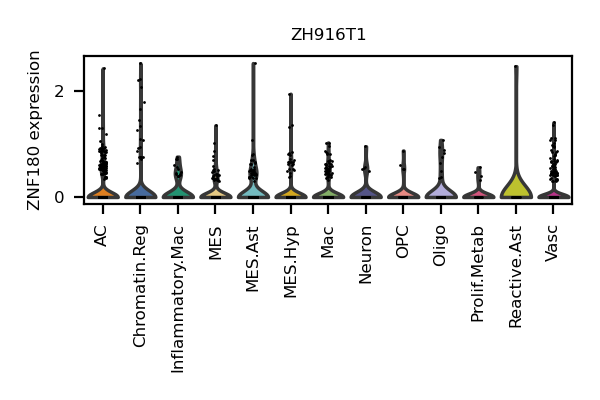 ZH916T1
ZNF180 expression
2
0
AC
Chromatin.Reg
Inflammatory.Mac
MES
MES.Ast
MES.Hyp
Mac
Neuron
OPC
Oligo
Prolif.Metab
Reactive.Ast
Vasc